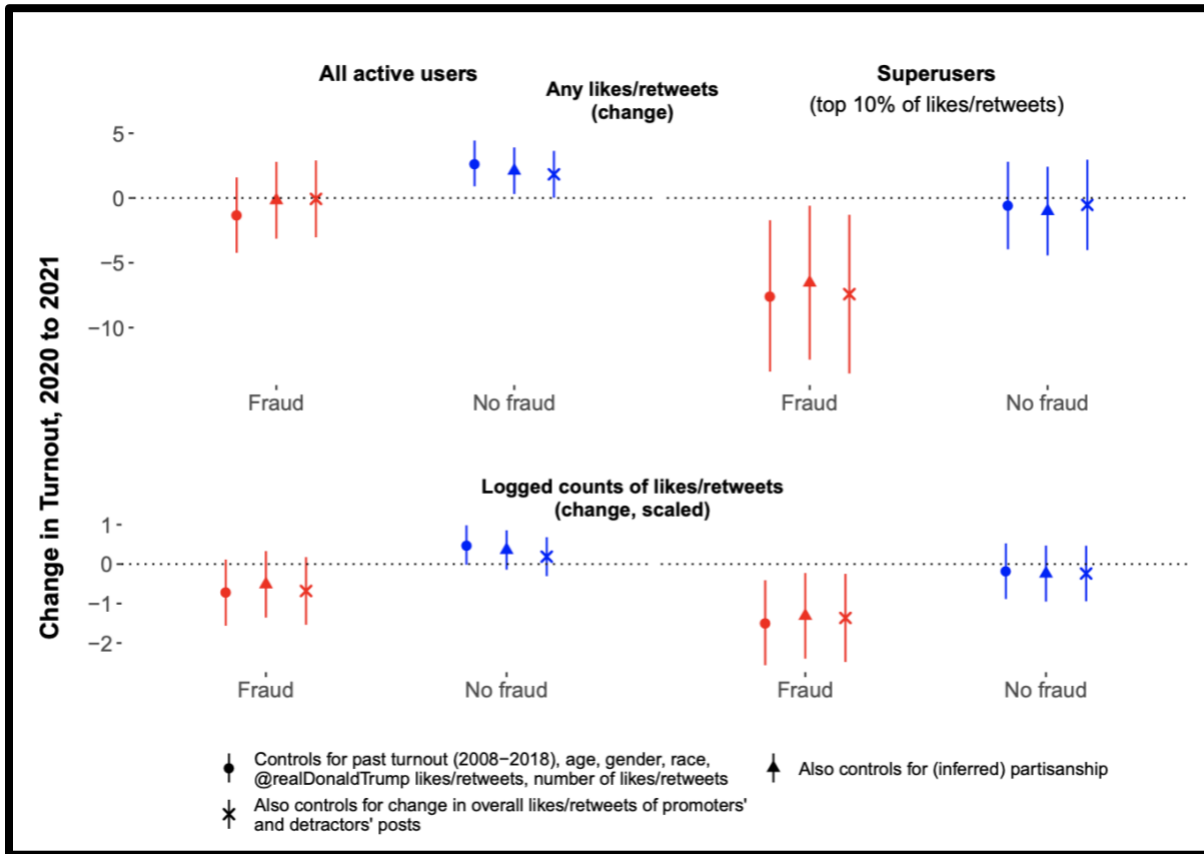 All active users
Superusers
Any likes/retweets
(change)
(top 10% of likes/retweets)
Change in Turnout, 2020 to 2021
5
0
−5
−10
Fraud
No fraud
Fraud
No fraud
Logged counts of likes/retweets
(change, scaled)
1
0
−1
−2
Fraud
No fraud
Fraud
No fraud
Controls for past turnout (2008−2018), age, gender, race,
@realDonaldTrump likes/retweets, number of likes/retweets
Also controls for (inferred) partisanship
Also controls for change in overall likes/retweets of promoters'
and detractors' posts